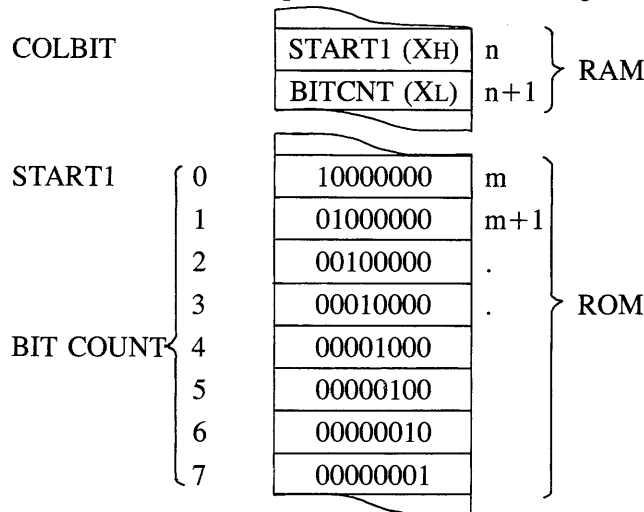 COLBIT START1 (XH) n RAM
BITCNT (XL) n+1
START1 0 10000000 m ROM
1 01000000 m+1
2 00100000 .
3 00010000 .
BIT COUNT 4 00001000
5 00000100
6 00000010
7 00000001